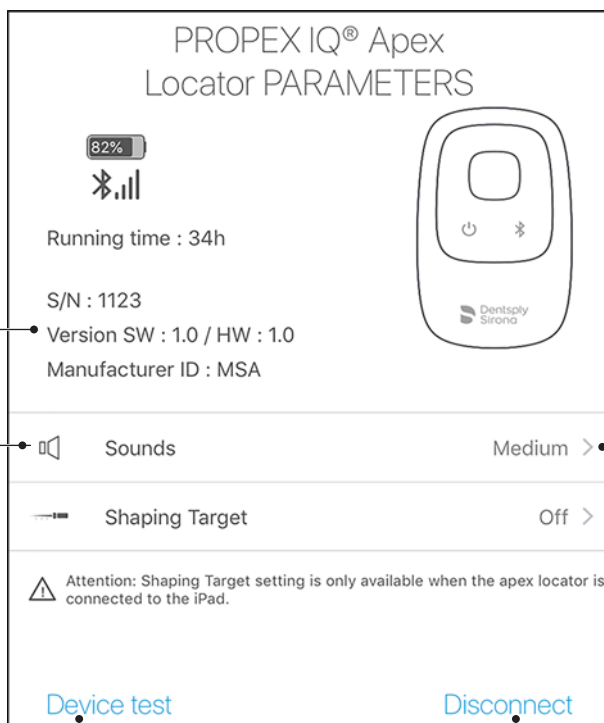 PROPEX IQ® Apex
Locator PARAMETERS
82%
Running time : 34h
S/N : 1123
Version SW : 1.0 / HW : 1.0
Manufacturer ID : MSA
Dentsply
Sirona
Sounds Medium >
Shaping Target Off >
Attention: Shaping Target setting is only available when the apex locator is
connected to the iPad.
Device test Disconnect